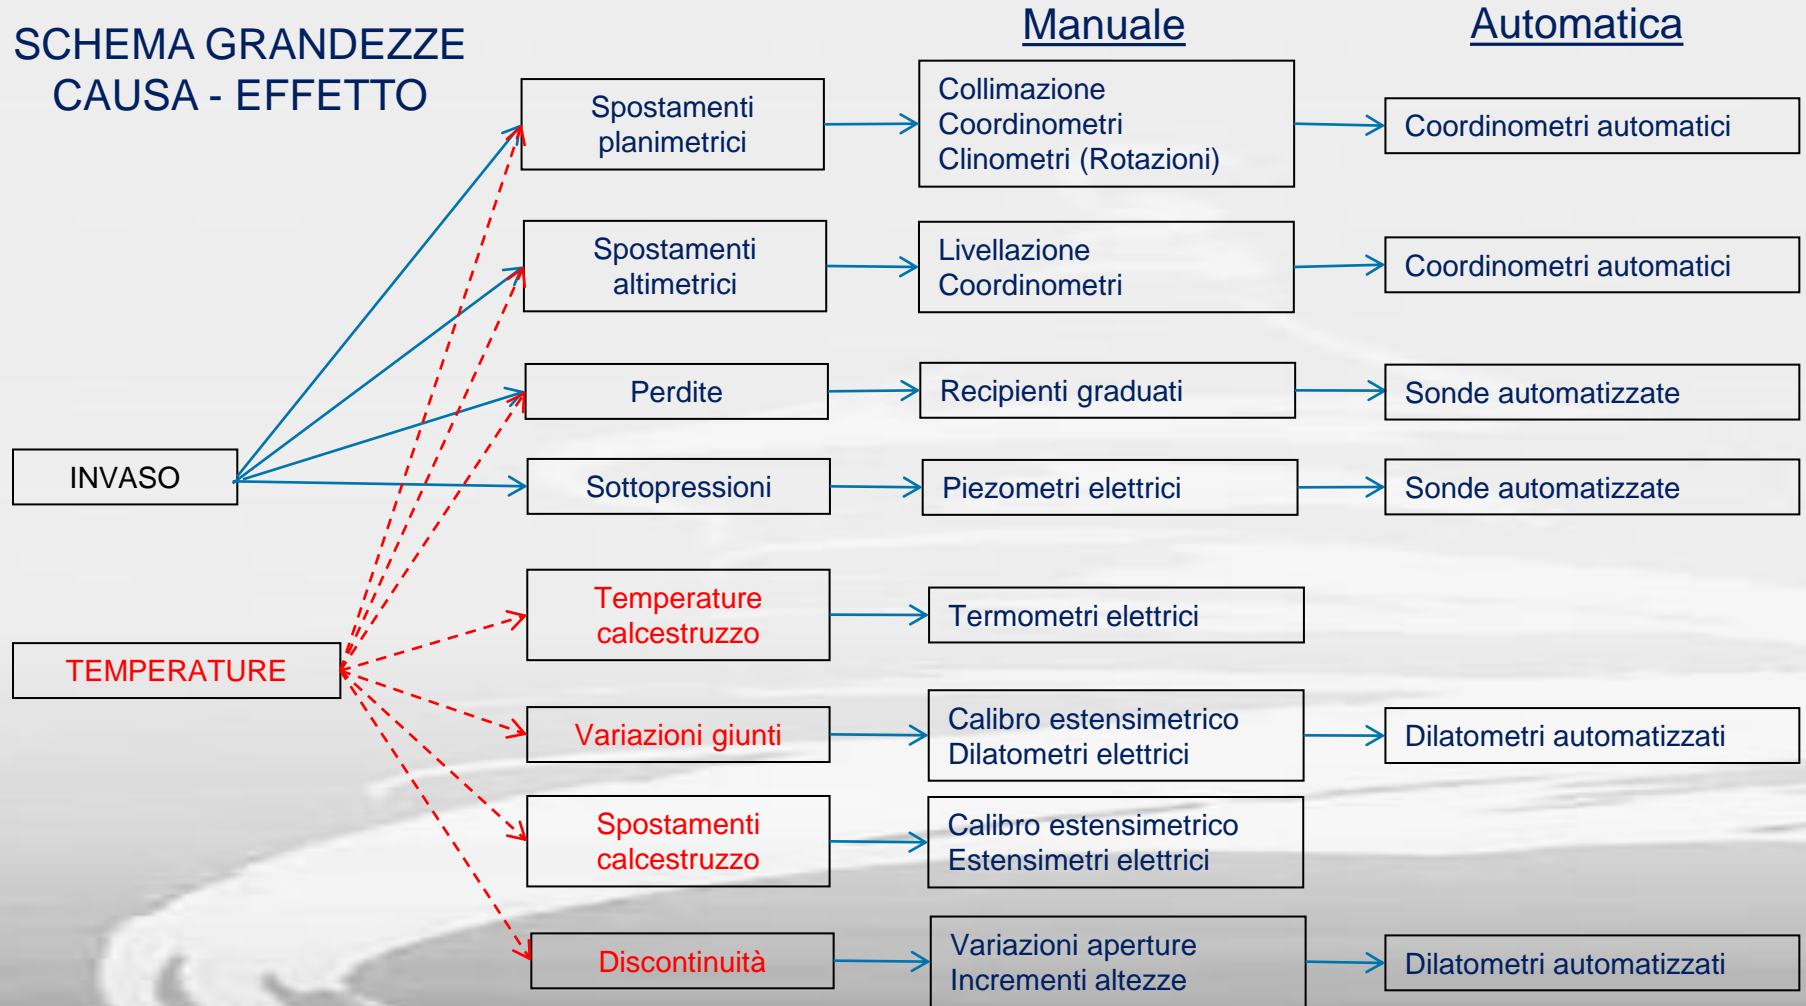 SCHEMA GRANDEZZE
CAUSA - EFFETTO
Manuale
Automatica
Spostamenti
planimetrici
Collimazione
Coordinometri
Clinometri (Rotazioni)
Coordinometri automatici
Spostamenti
altimetrici
Livellazione
Coordinometri
Coordinometri automatici
Perdite
Recipienti graduati
Sonde automatizzate
INVASO
Sottopressioni
Piezometri elettrici
Sonde automatizzate
Temperature
calcestruzzo
Termometri elettrici
TEMPERATURE
Variazioni giunti
Calibro estensimetrico
Dilatometri elettrici
Dilatometri automatizzati
Spostamenti
calcestruzzo
Calibro estensimetrico
Estensimetri elettrici
Discontinuità
Variazioni aperture
Incrementi altezze
Dilatometri automatizzati